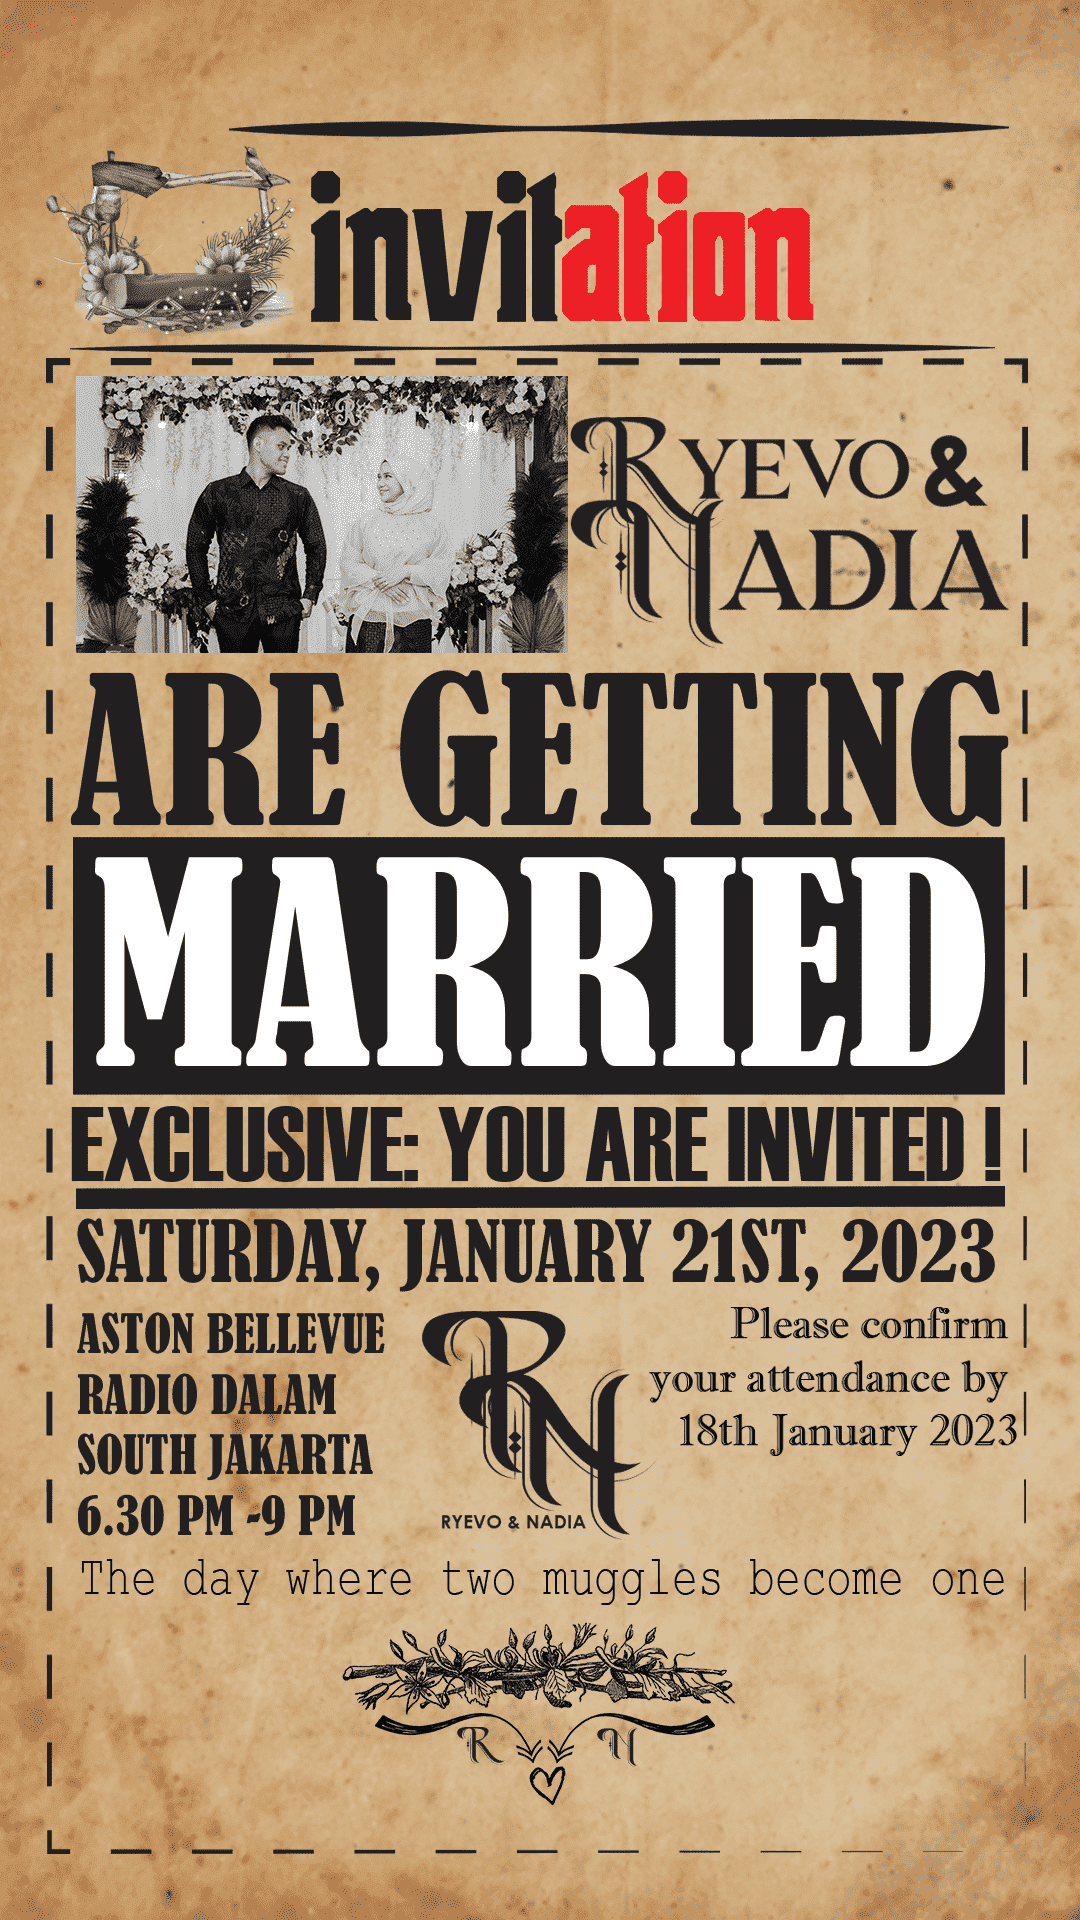 invitation
RYEVO &
NADIA
ARE GETTING
MARRIED
EXCLUSIVE: YOU ARE INVITED !
SATURDAY, JANUARY 21ST, 2023
ASTON BELLEVUE
RADIO DALAM
SOUTH JAKARTA
6.30 PM -9 PM
RN
RYEVO & NADIA
Please confirm
your attendance by
18th January 2023
The day where two muggles become one
R N